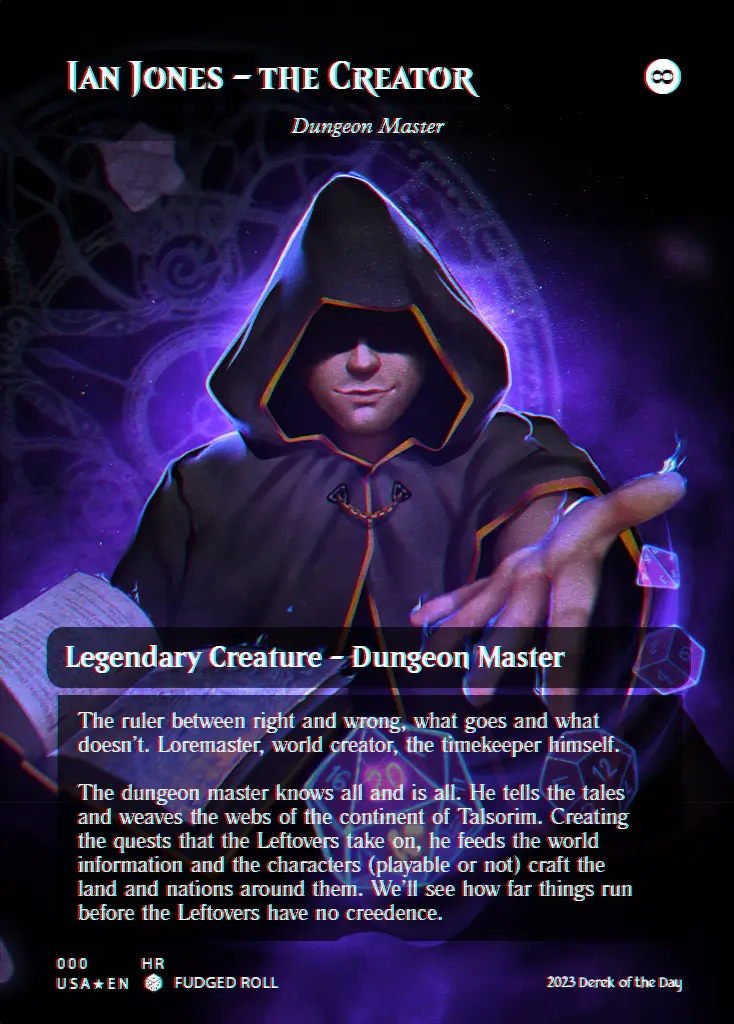 Ian Jones – the Creator
∞
Dungeon Master
Legendary Creature – Dungeon Master
The ruler between right and wrong, what goes and what
doesn't. Loremaster, world creator, the timekeeper himself.
The dungeon master knows all and is all. He tells the tales
and weaves the webs of the continent of Talsorim. Creating
the quests that the Leftovers take on, he feeds the world
information and the characters (playable or not) craft the
land and nations around them. We'll see how far things run
before the Leftovers have no creedence.
20
12
4
6
000 HR
USA★EN FUDGED ROLL
2023 Derek of the Day